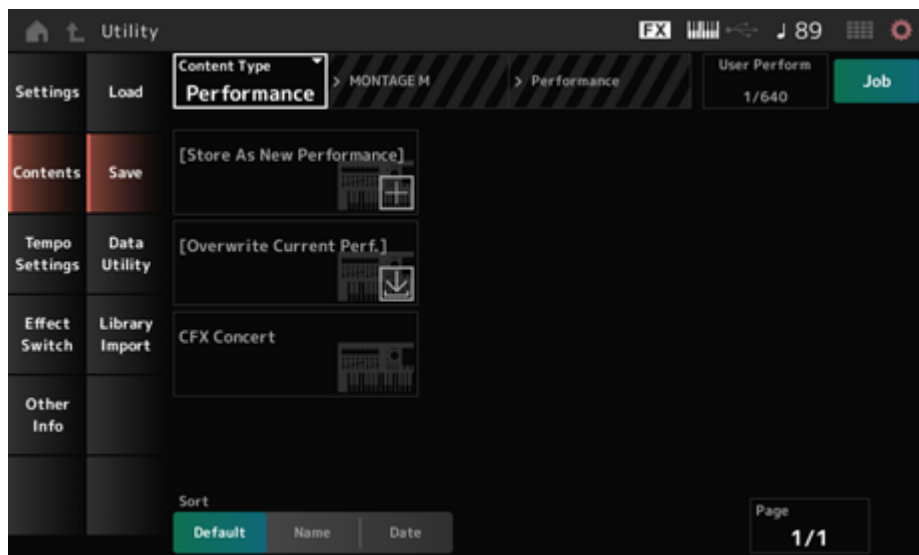 Utility
FX
♩ 89
Settings
Load
Content Type
Performance
> MONTAGE M
> Performance
User Perform
1/640
Job
Contents
Save
[Store As New Performance]
Tempo Settings
Data Utility
[Overwrite Current Perf.]
Effect Switch
Library Import
CFX Concert
Other Info
Sort
Default
Name
Date
Page
1/1